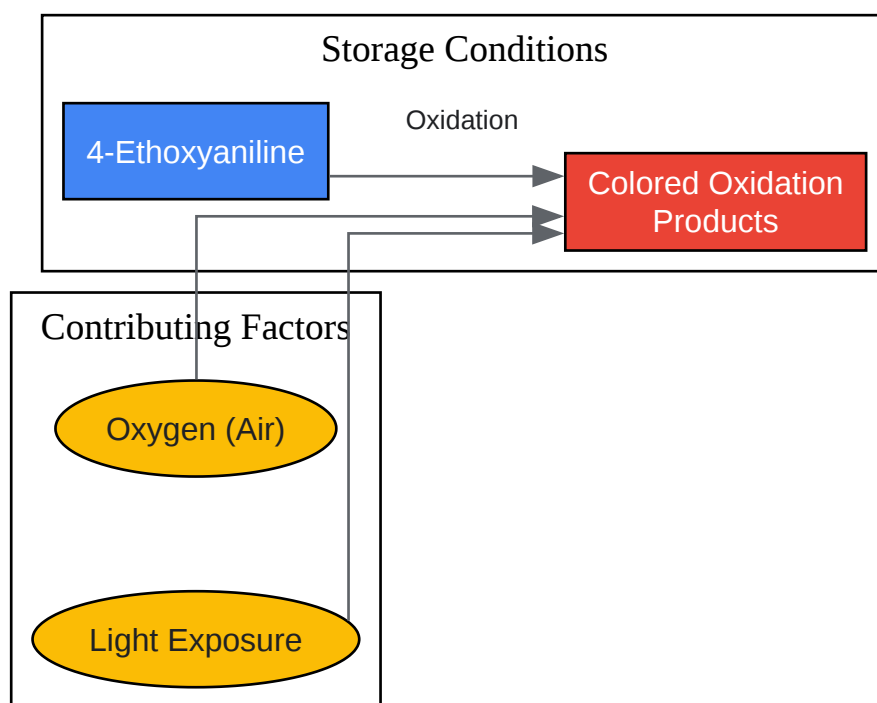 Storage Conditions
Oxidation
4-Ethoxyaniline
Colored Oxidation
Products
Contributing Factors
Oxygen (Air)
Light Exposure